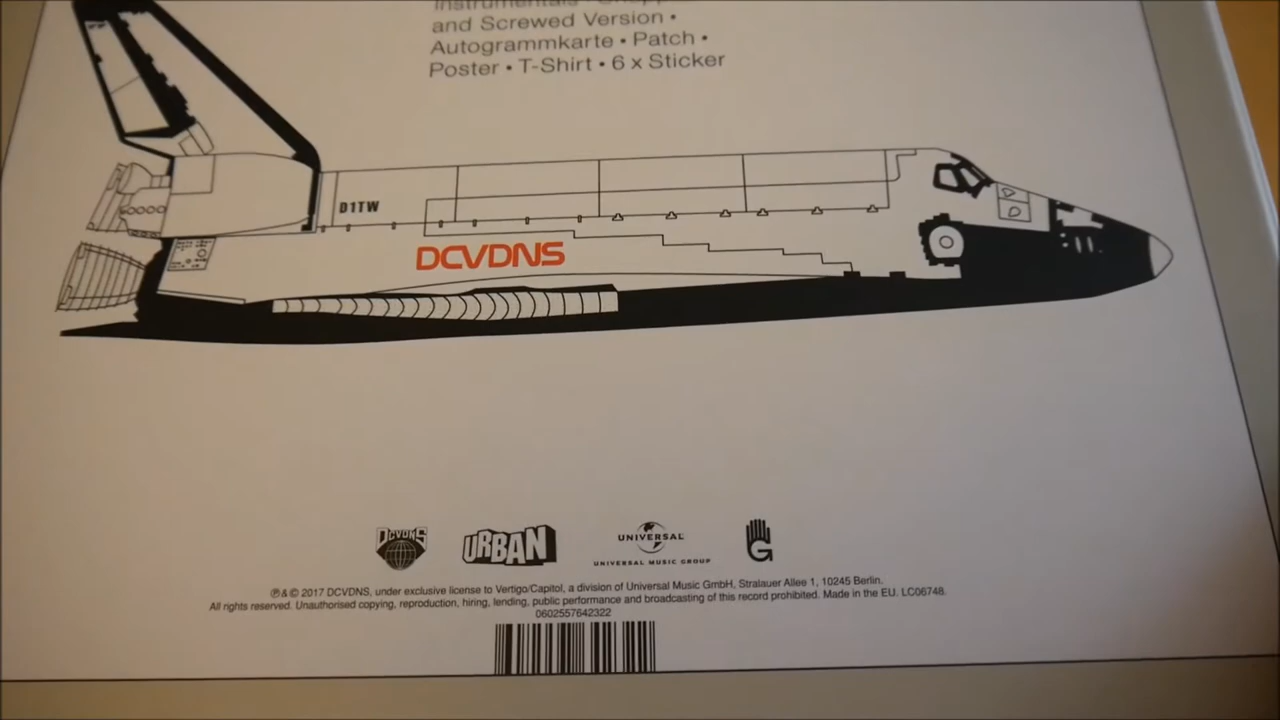 Instrumentals •
and Screwed Version •
Autogrammkarte • Patch •
Poster • T-Shirt • 6 x Sticker
D1TW
DCVDNS
DCVDNS
URBAN
UNIVERSAL
UNIVERSAL MUSIC GROUP
G
℗ & © 2017 DCVDNS, under exclusive license to Vertigo/Capitol, a division of Universal Music GmbH, Stralauer Allee 1, 10245 Berlin.
All rights reserved. Unauthorised copying, reproduction, hiring, lending, public performance and broadcasting of this record prohibited. Made in the EU. LC06748.
0602557642322